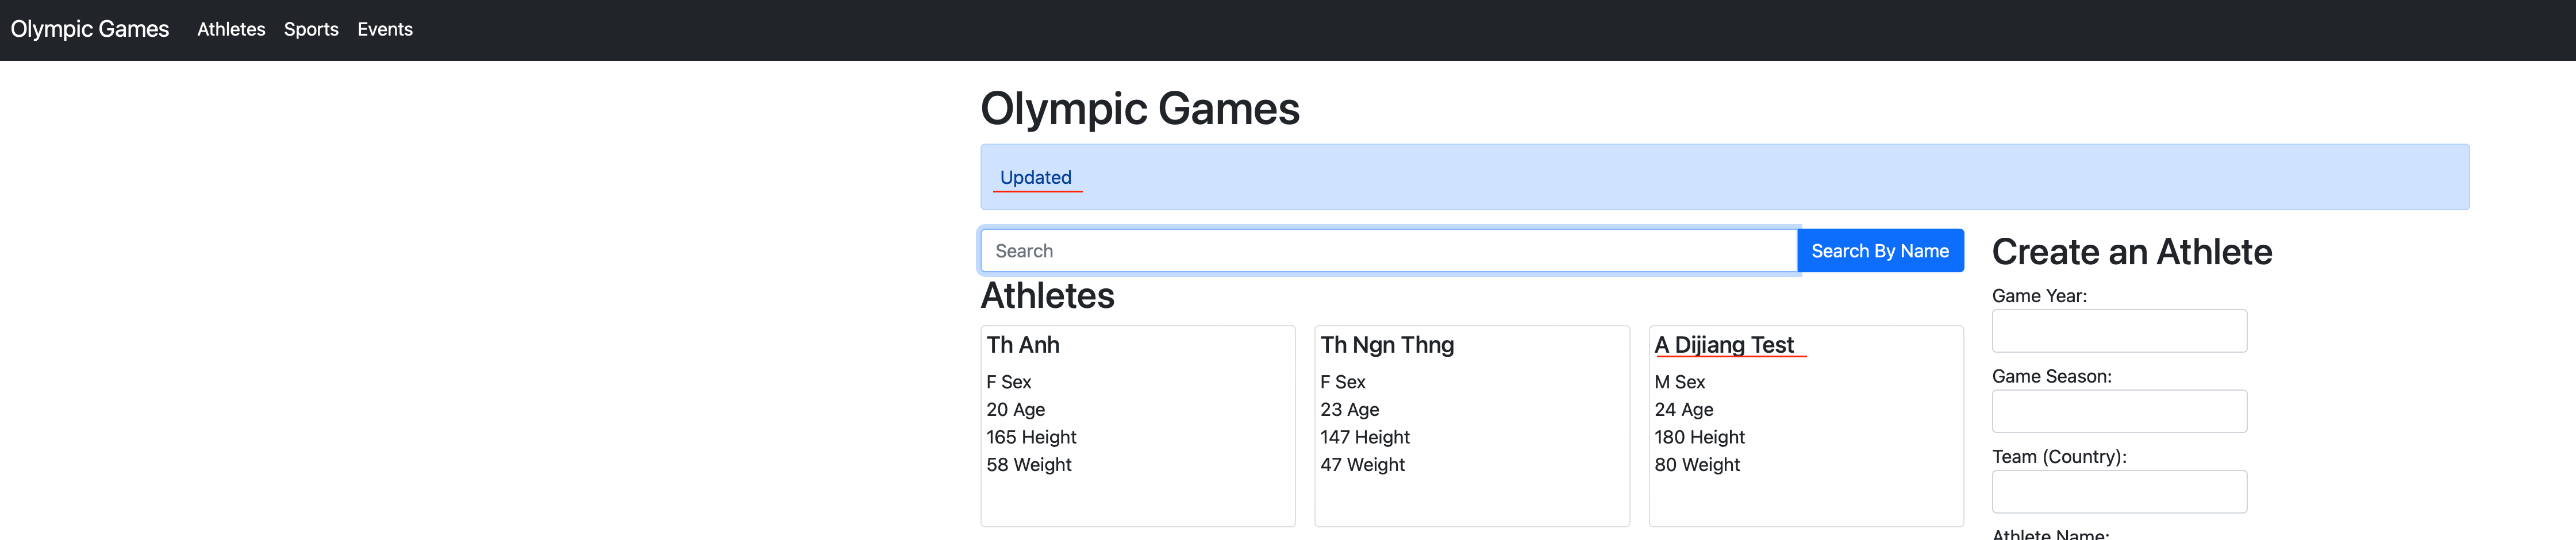 Olympic Games Athletes Sports Events
Olympic Games
Updated
Search Search By Name
Athletes
Th Anh
F Sex
20 Age
165 Height
58 Weight
Th Ngn Thng
F Sex
23 Age
147 Height
47 Weight
A Dijiang Test
M Sex
24 Age
180 Height
80 Weight
Create an Athlete
Game Year:
Game Season:
Team (Country):
Athlete Name: